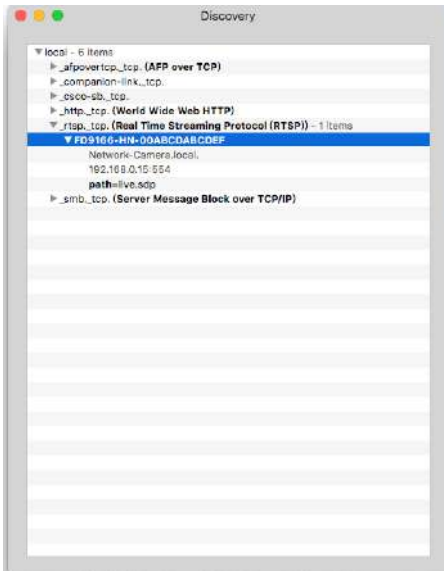 Discovery
local - 6 items
_afpovertcp._tcp. (AFP over TCP)
_companion-link._tcp.
_csco-sb._tcp.
_http._tcp. (World Wide Web HTTP)
_rtsp._tcp. (Real Time Streaming Protocol (RTSP)) - 1 items
FD9166-HN-00ABCDABCDEF
Network-Camera.local.
192.168.0.15:554
path=live.sdp
_smb._tcp. (Server Message Block over TCP/IP)